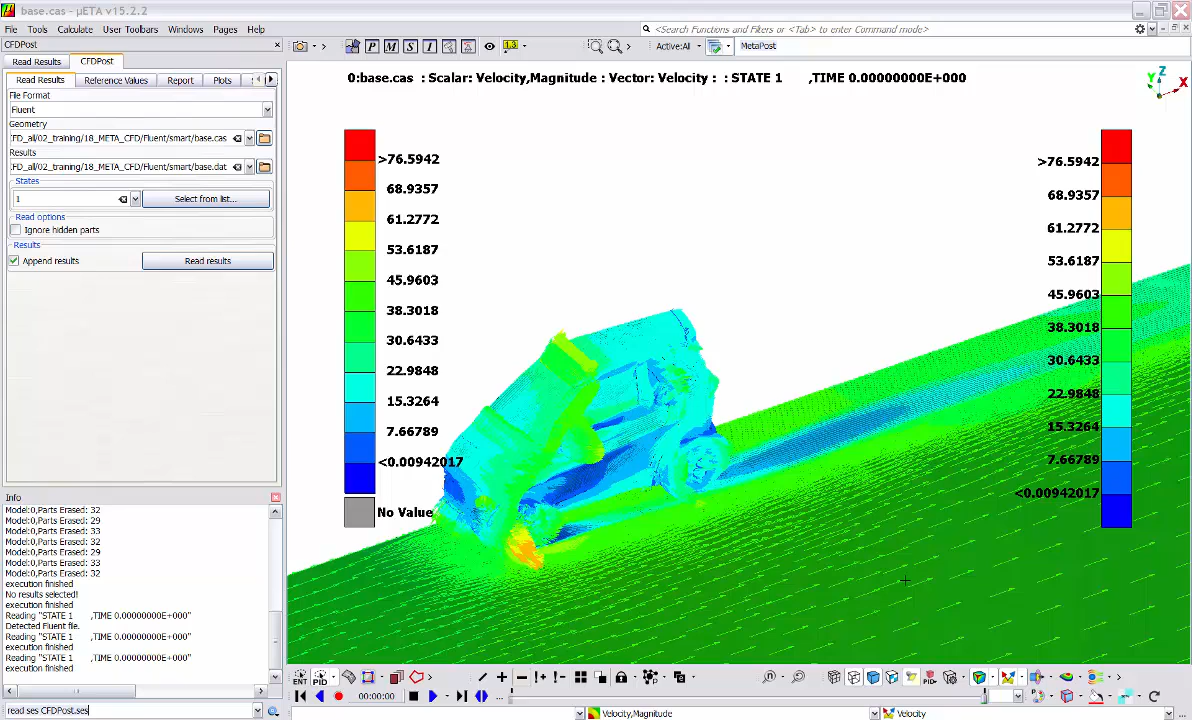 base.cas - µETA v15.2.2
File Tools Calculate User Tools Windows Pages Help
<Search Functions and Filters or <Tab> to enter Command mode>
CFDPost
Read Results CFDPost
P M S I
1.3
Active:All
MetaPost
Read Results Reference Values Report Plots
File Format
Fluent
Geometry
:FD_all/02_training/18_META_CFD/Fluent/smart/base.cas
Results
:FD_all/02_training/18_META_CFD/Fluent/smart/base.dat
States
1
Select from list...
Read options
Ignore hidden parts
Results
Append results
Read results
0:base.cas : Scalar: Velocity,Magnitude : Vector: Velocity : : STATE 1 ,TIME 0.00000000E+000
Z
Y
X
>76.5942
68.9357
61.2772
53.6187
45.9603
38.3018
30.6433
22.9848
15.3264
7.66789
<0.00942017
No Value
>76.5942
68.9357
61.2772
53.6187
45.9603
38.3018
30.6433
22.9848
15.3264
7.66789
<0.00942017
Info
Model:0,Parts Erased: 32
Model:0,Parts Erased: 29
Model:0,Parts Erased: 33
Model:0,Parts Erased: 32
Model:0,Parts Erased: 29
Model:0,Parts Erased: 33
Model:0,Parts Erased: 32
execution finished
No results selected!
execution finished
Reading "STATE 1 ,TIME 0.00000000E+000"
Detected Fluent file.
Reading "STATE 1 ,TIME 0.00000000E+000"
execution finished
Reading "STATE 1 ,TIME 0.00000000E+000"
execution finished
ENT PID
PID
00:00:00
read ses CFDPost.ses
Velocity,Magnitude
Velocity